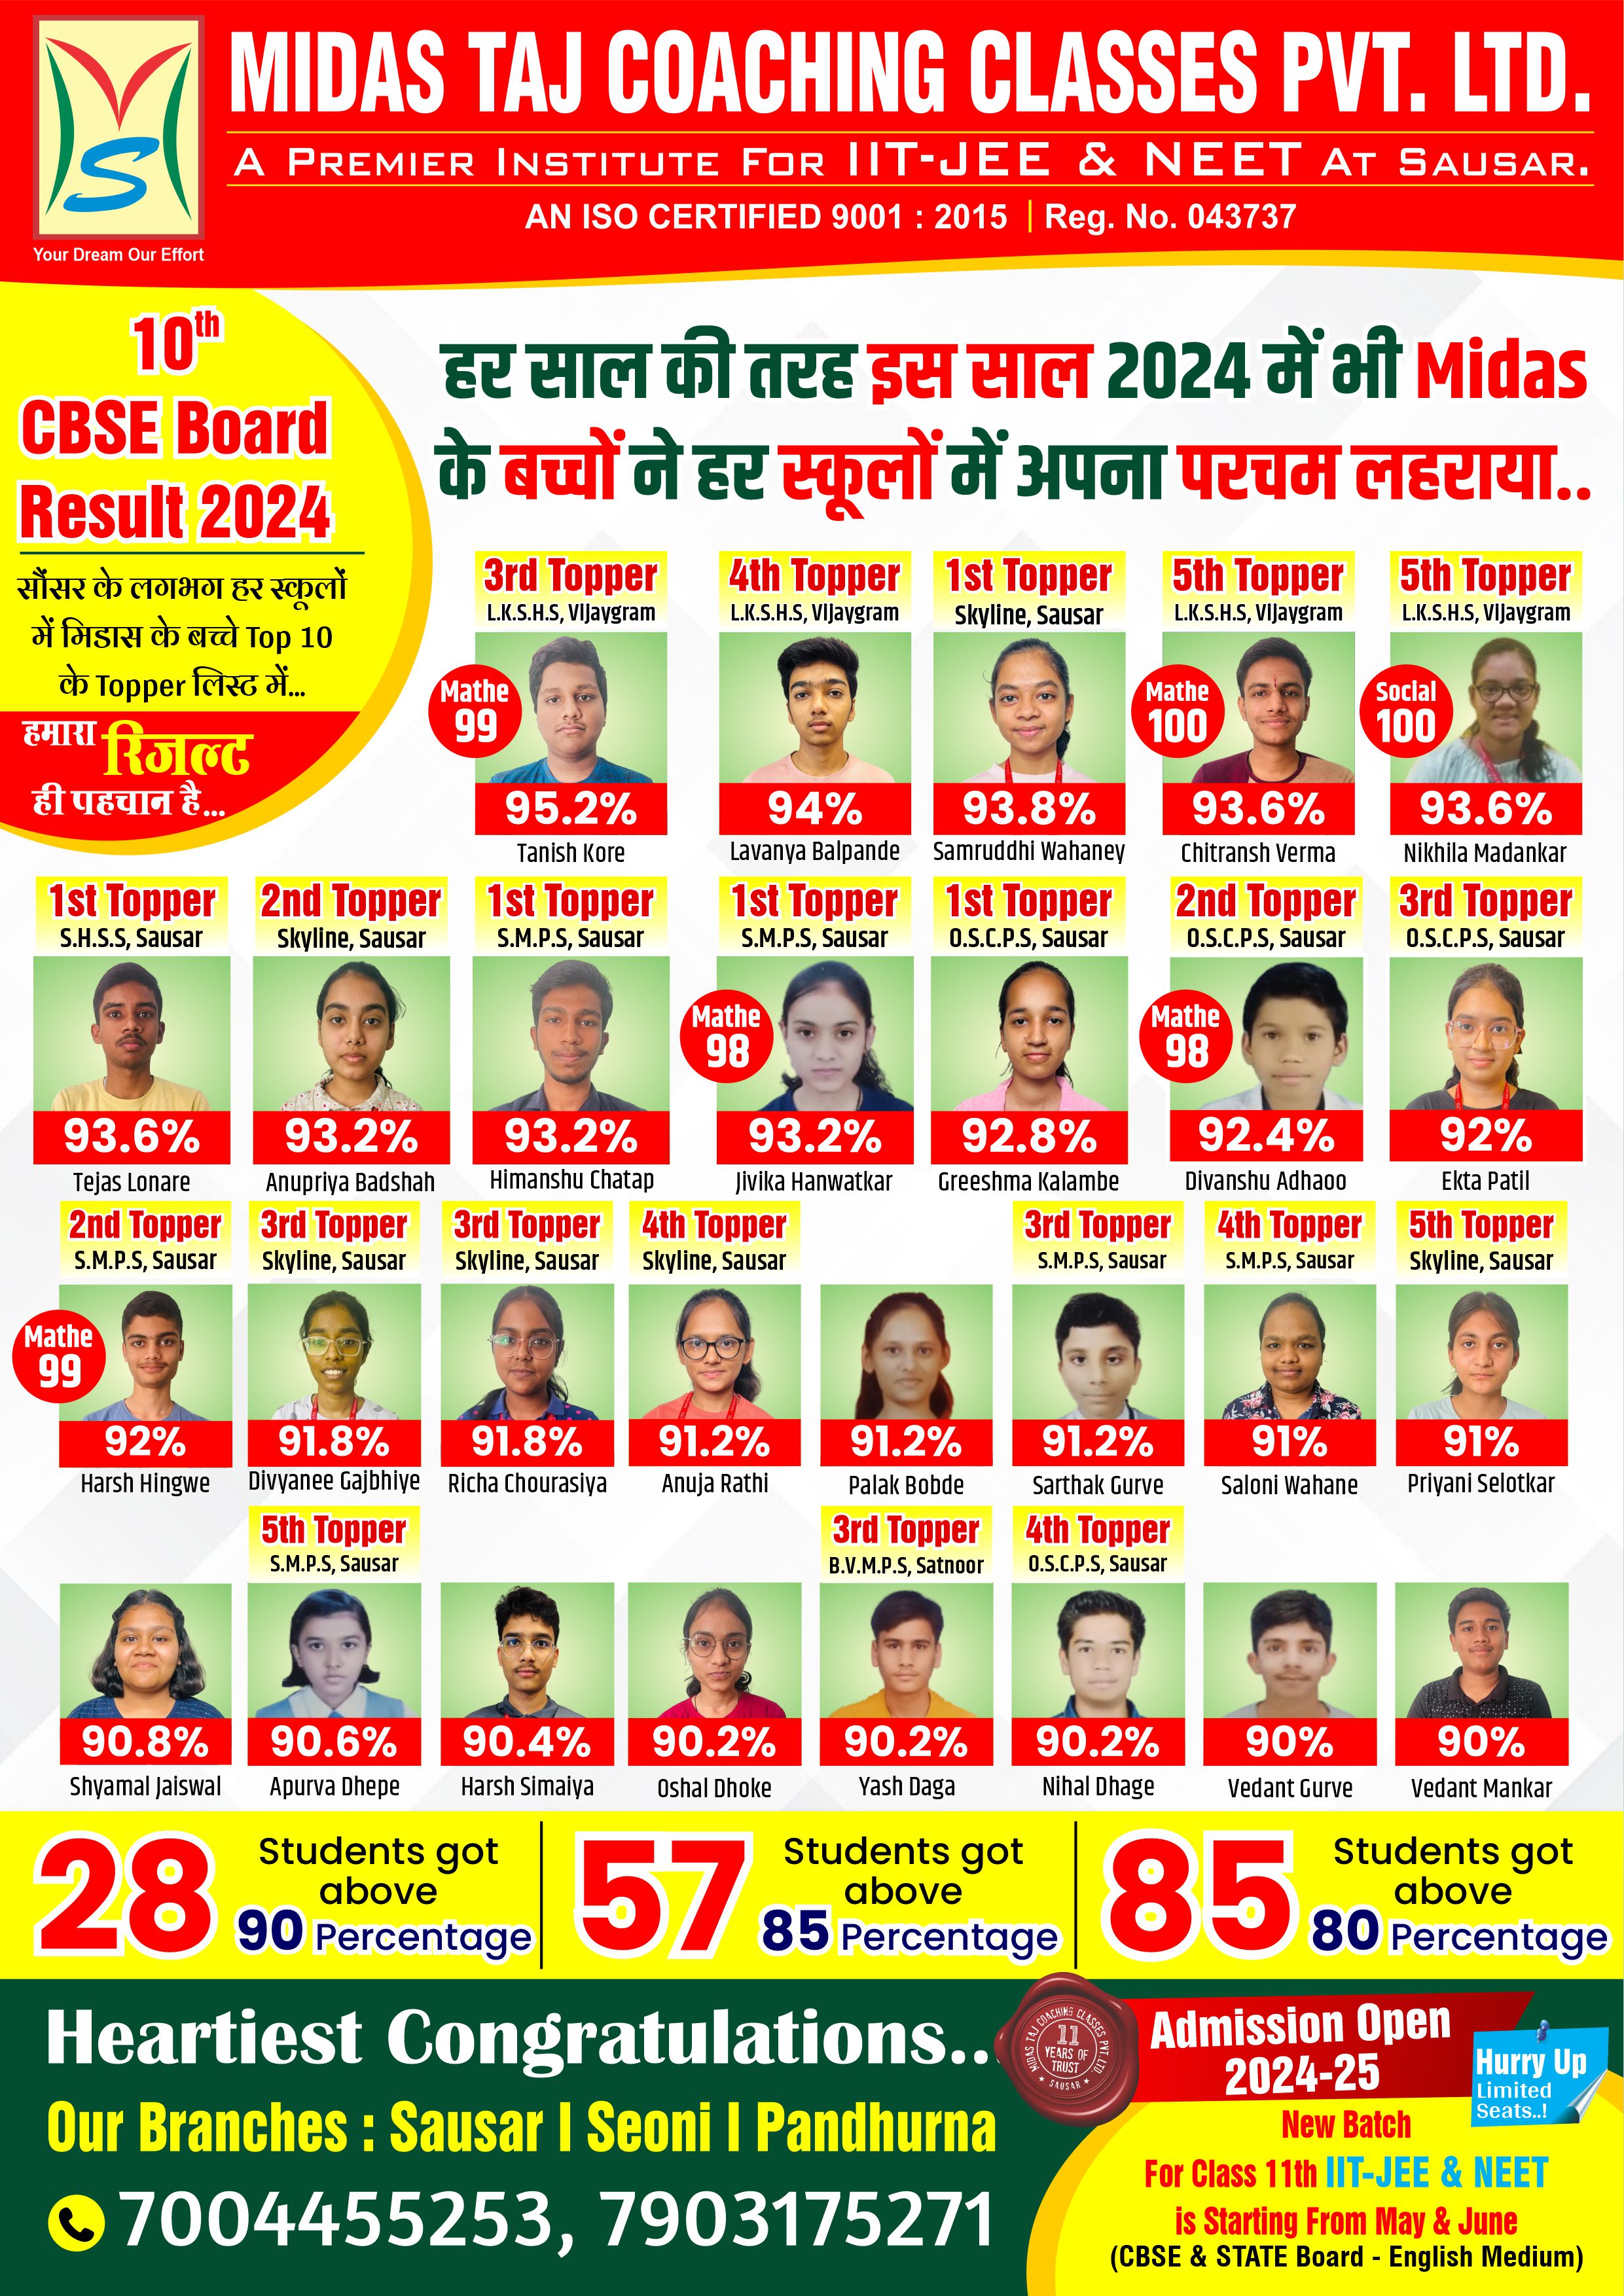 MIDAS TAJ COACHING CLASSES PVT. LTD.
A PREMIER INSTITUTE FOR IIT-JEE & NEET AT SAUSAR.
AN ISO CERTIFIED 9001 : 2015 | Reg. No. 043737
S
Your Dream Our Effort
10th
CBSE Board
Result 2024
सौंसर के लगभग हर स्कूलों
में मिडास के बच्चे Top 10
के Topper लिस्ट में...
हमारा रिजल्ट
ही पहचान है...
हर साल की तरह इस साल 2024 में भी Midas
के बच्चों ने हर स्कूलों में अपना परचम लहराया..
3rd Topper
L.K.S.H.S, Vijaygram
Mathe
99
95.2%
Tanish Kore
4th Topper
L.K.S.H.S, Vijaygram
94%
Lavanya Balpande
1st Topper
Skyline, Sausar
93.8%
Samruddhi Wahaney
5th Topper
L.K.S.H.S, Vijaygram
Mathe
100
93.6%
Chitransh Verma
5th Topper
L.K.S.H.S, Vijaygram
Social
100
93.6%
Nikhila Madankar
1st Topper
S.H.S.S, Sausar
93.6%
Tejas Lonare
2nd Topper
Skyline, Sausar
93.2%
Anupriya Badshah
1st Topper
S.M.P.S, Sausar
93.2%
Himanshu Chatap
1st Topper
S.M.P.S, Sausar
Mathe
98
93.2%
Jivika Hanwatkar
1st Topper
O.S.C.P.S, Sausar
92.8%
Greeshma Kalambe
2nd Topper
O.S.C.P.S, Sausar
Mathe
98
92.4%
Divanshu Adhaoo
3rd Topper
O.S.C.P.S, Sausar
92%
Ekta Patil
2nd Topper
S.M.P.S, Sausar
Mathe
99
92%
Harsh Hingwe
3rd Topper
Skyline, Sausar
91.8%
Divyanee Gajbhiye
3rd Topper
Skyline, Sausar
91.8%
Richa Chourasiya
4th Topper
Skyline, Sausar
91.2%
Anuja Rathi
91.2%
Palak Bobde
3rd Topper
S.M.P.S, Sausar
91.2%
Sarthak Gurve
4th Topper
S.M.P.S, Sausar
91%
Saloni Wahane
5th Topper
Skyline, Sausar
91%
Priyani Selotkar
90.8%
Shyamal Jaiswal
5th Topper
S.M.P.S, Sausar
90.6%
Apurva Dhepe
90.4%
Harsh Simaiya
90.2%
Oshal Dhoke
3rd Topper
B.V.M.P.S, Satnoor
90.2%
Yash Daga
4th Topper
O.S.C.P.S, Sausar
90.2%
Nihal Dhage
90%
Vedant Gurve
90%
Vedant Mankar
28
Students got
above
90 Percentage
57
Students got
above
85 Percentage
85
Students got
above
80 Percentage
Heartiest Congratulations...
Our Branches : Sausar I Seoni I Pandhurna
7004455253, 7903175271
MIDAS TAJ COACHING CLASSES PVT LTD
11
YEARS OF
TRUST
SAUSAR
Admission Open
2024-25
Hurry Up
Limited
Seats..!
New Batch
For Class 11th IIT-JEE & NEET
is Starting From May & June
(CBSE & STATE Board - English Medium)